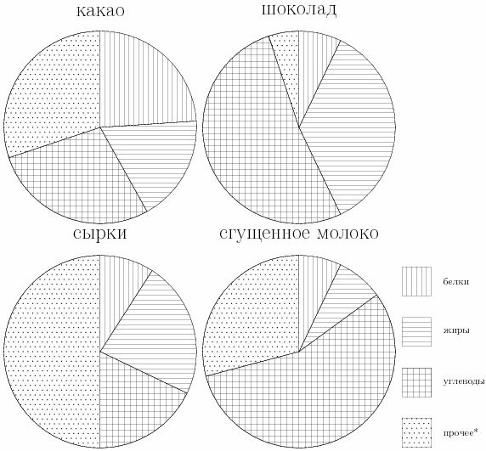 какао
шоколад
сырки
сгущенное молоко
белки
жиры
углеводы
прочее*